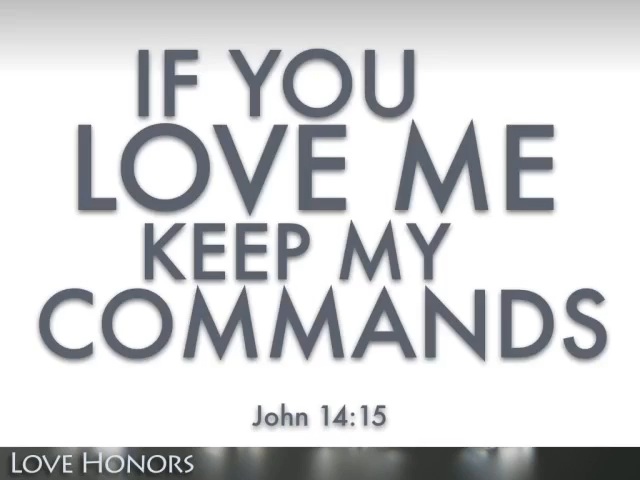 IF YOU
LOVE ME
KEEP MY
COMMANDS
John 14:15
LOVE HONORS